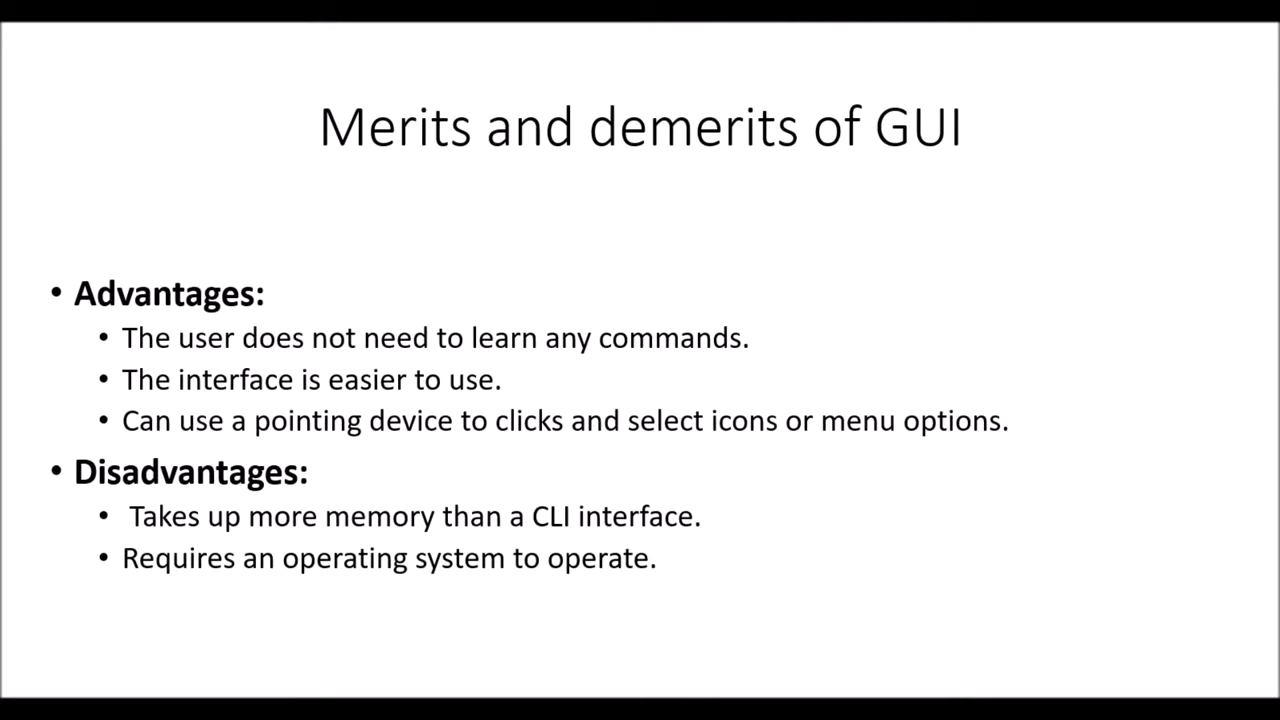 Merits and demerits of GUI
• Advantages:
• The user does not need to learn any commands.
• The interface is easier to use.
• Can use a pointing device to clicks and select icons or menu options.
• Disadvantages:
• Takes up more memory than a CLI interface.
• Requires an operating system to operate.